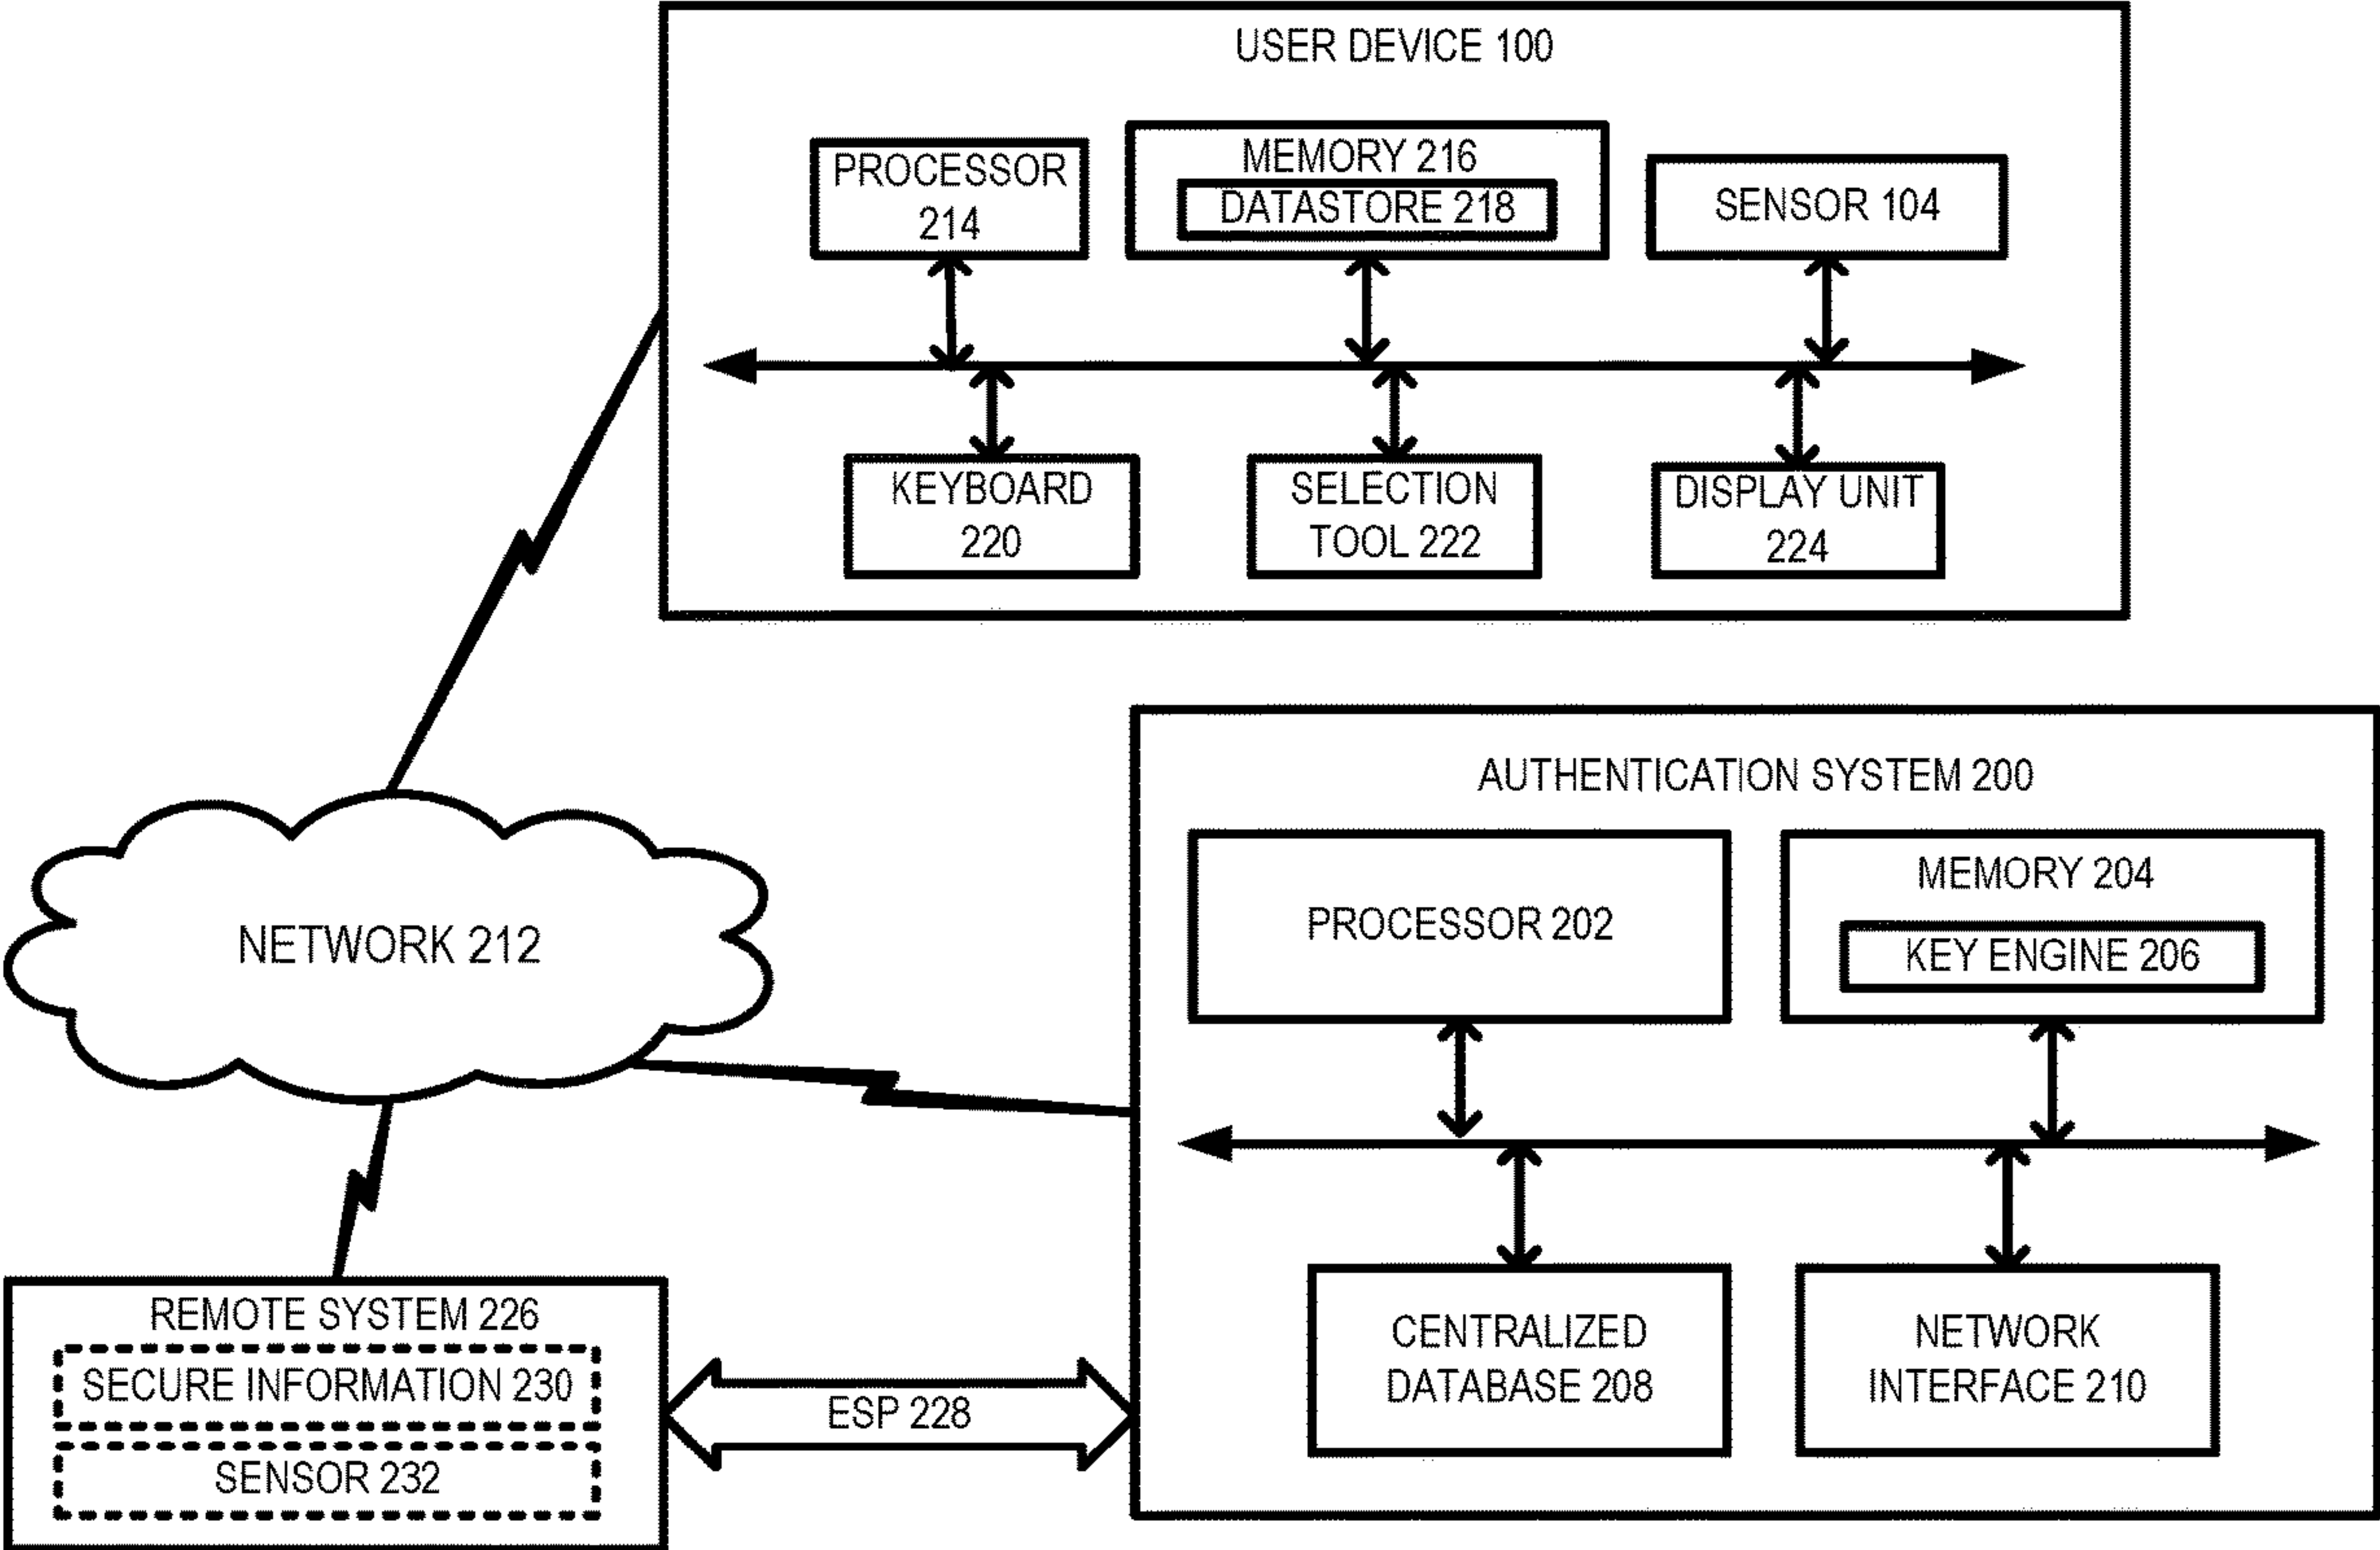 USER DEVICE 100
PROCESSOR
214
MEMORY 216
DATASTORE 218
SENSOR 104
KEYBOARD
220
SELECTION
TOOL 222
DISPLAY UNIT
224
NETWORK 212
AUTHENTICATION SYSTEM 200
PROCESSOR 202
MEMORY 204
KEY ENGINE 206
CENTRALIZED
DATABASE 208
NETWORK
INTERFACE 210
REMOTE SYSTEM 226
SECURE INFORMATION 230
SENSOR 232
ESP 228